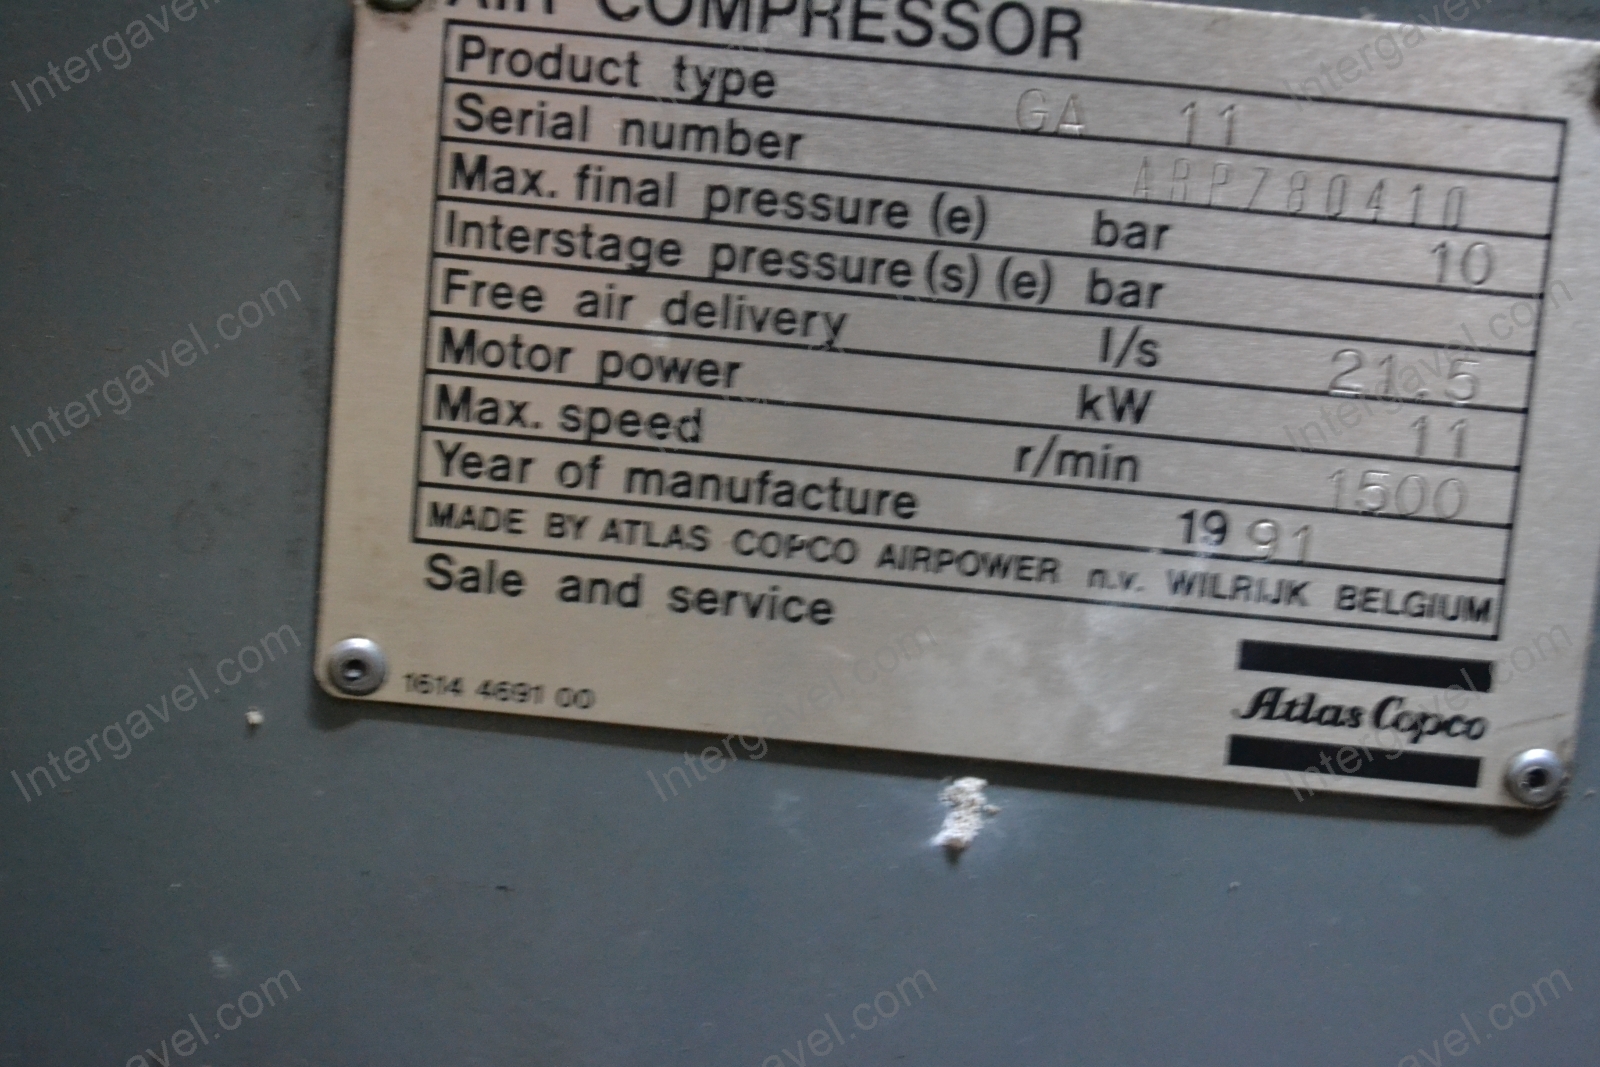 AIR COMPRESSOR
Product type GA 11
Serial number ARP780410
Max. final pressure (e) bar 10
Interstage pressure (s) (e) bar
Free air delivery l/s 21.5
Motor power kW 11
Max. speed r/min 1500
Year of manufacture 19 91
MADE BY ATLAS COPCO AIRPOWER n.v. WILRIJK BELGIUM
Sale and service
1614 4691 00
Atlas Copco
Intergavel.com